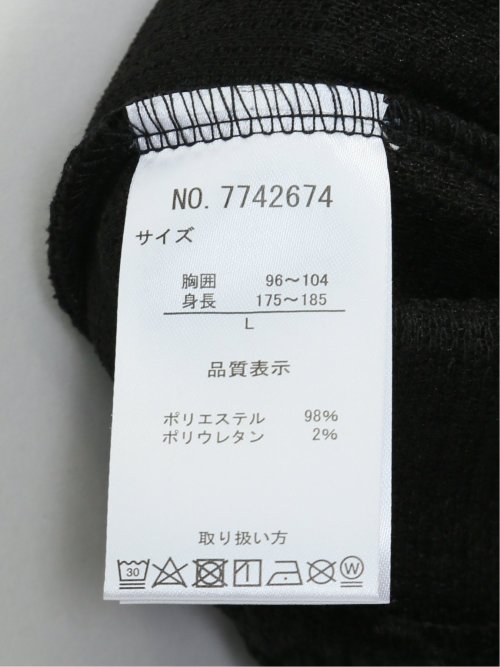 NO. 7742674
サイズ
胸囲 96～104
身長 175～185
L
品質表示
ポリエステル 98%
ポリウレタン 2%
取り扱い方
30 W